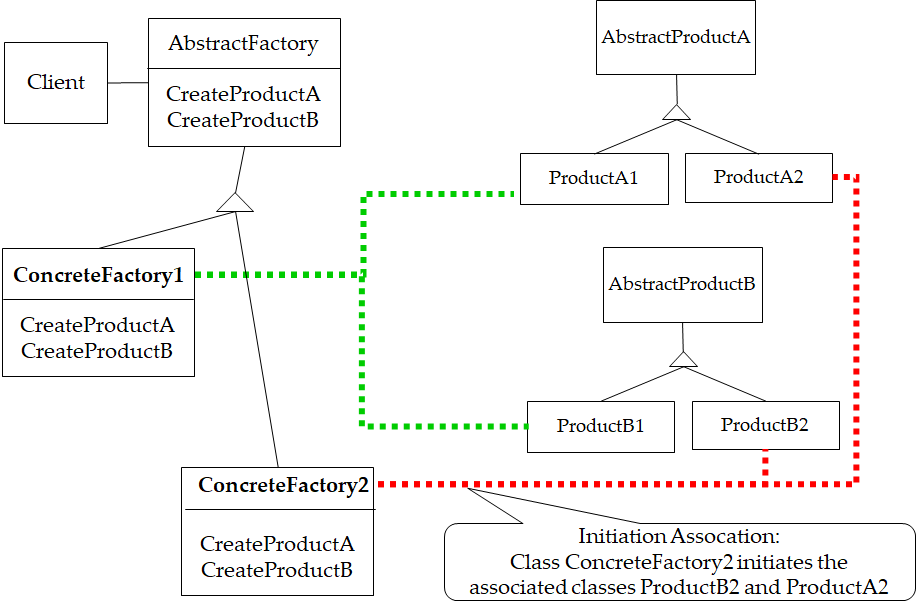 AbstractProductA
AbstractFactory
Client
CreateProductA
CreateProductB
ProductA1
ProductA2
ConcreteFactory1
CreateProductA
CreateProductB
AbstractProductB
ProductB1
ProductB2
ConcreteFactory2
CreateProductA
CreateProductB
Initiation Assocation:
Class ConcreteFactory2 initiates the
associated classes ProductB2 and ProductA2